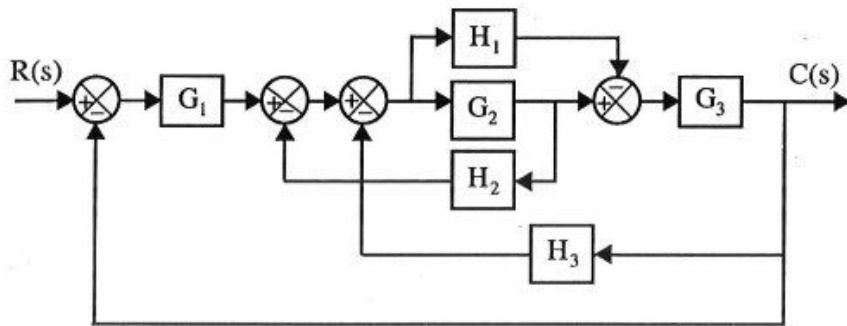 H₁
R(s)
C(s)
+
−
G₁
+
−
+
−
G₂
−
+
G₃
H₂
H₃